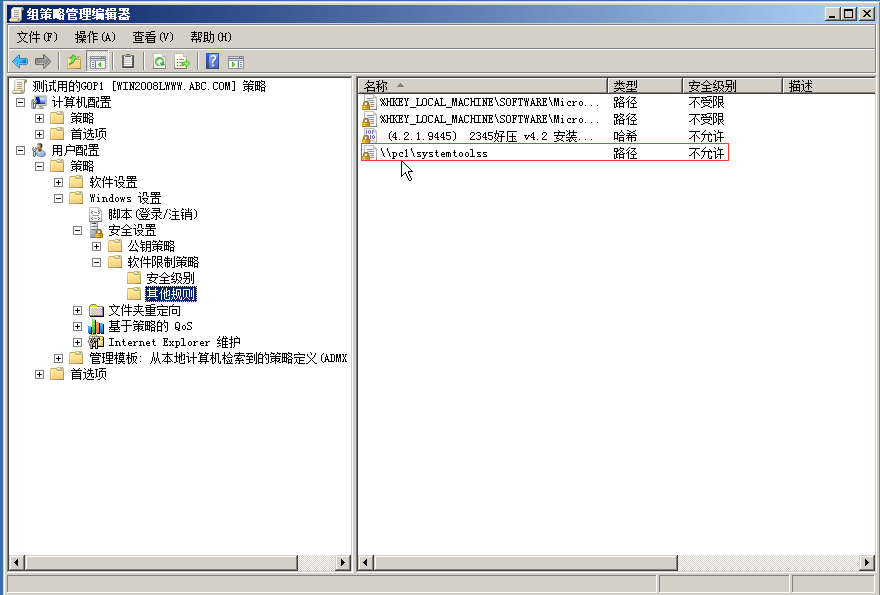 组策略管理编辑器
文件(F) 操作(A) 查看(V) 帮助(H)
测试用的GOP1 [WIN2008LWWW.ABC.COM] 策略
计算机配置
策略
首选项
用户配置
策略
软件设置
Windows 设置
脚本(登录/注销)
安全设置
公钥策略
软件限制策略
安全级别
其他规则
文件夹重定向
基于策略的 QoS
Internet Explorer 维护
管理模板: 从本地计算机检索到的策略定义(ADMX
首选项
名称 类型 安全级别 描述
%HKEY_LOCAL_MACHINE\SOFTWARE\Micro... 路径 不受限
%HKEY_LOCAL_MACHINE\SOFTWARE\Micro... 路径 不受限
(4.2.1.9445) 2345好压 v4.2 安装... 哈希 不允许
\\pc1\systemtoolss 路径 不允许